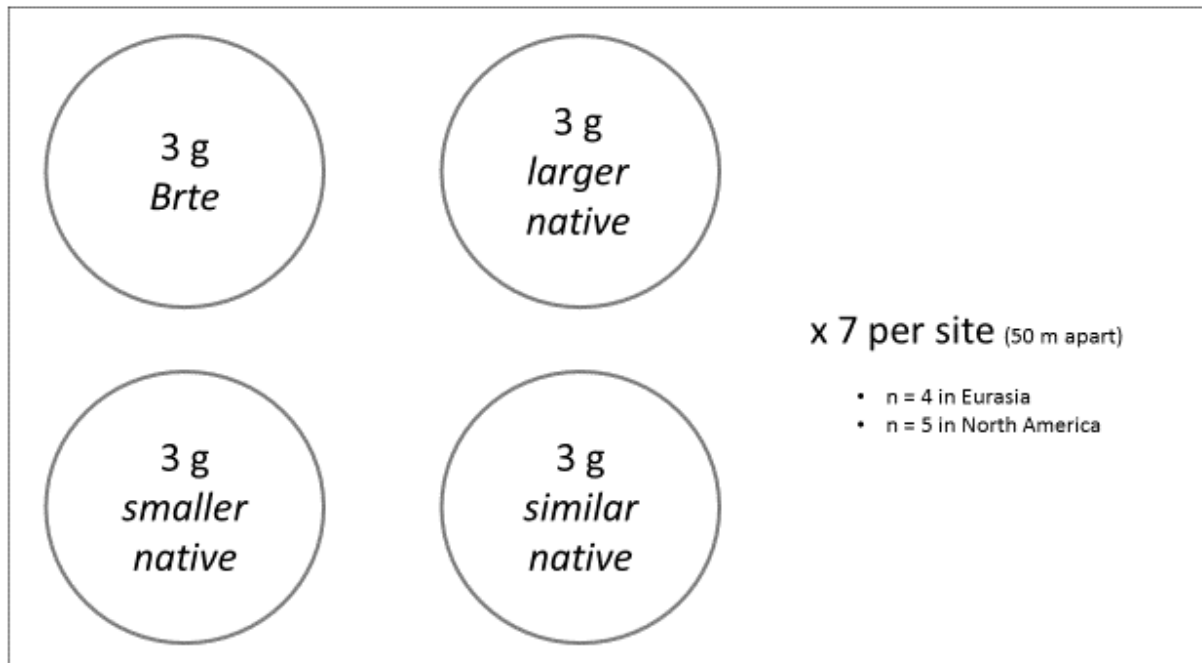 3 g
Brte
3 g
larger
native
3 g
smaller
native
3 g
similar
native
x 7 per site (50 m apart)
• n = 4 in Eurasia
• n = 5 in North America